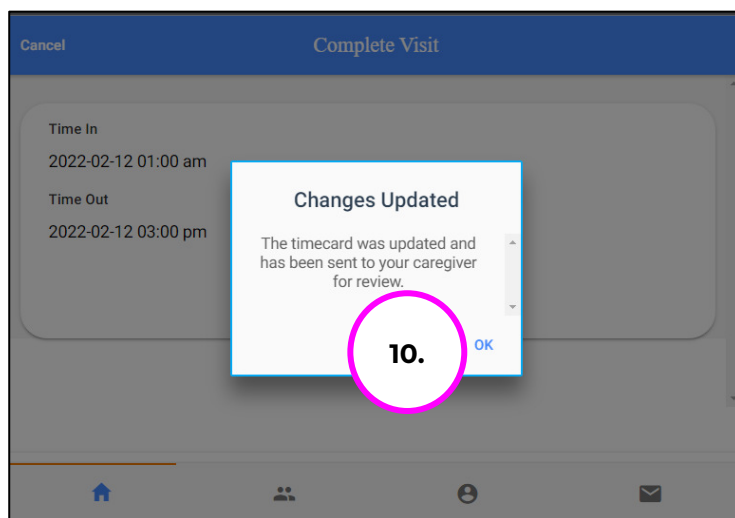 Cancel
Complete Visit
Time In
2022-02-12 01:00 am
Time Out
2022-02-12 03:00 pm
Changes Updated
The timecard was updated and
has been sent to your caregiver
for review.
10.
OK